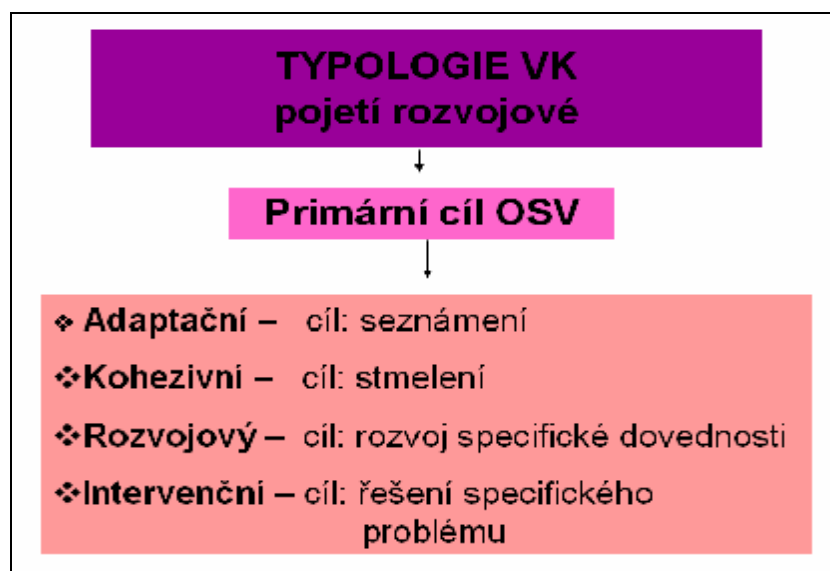 TYPOLOGIE VK
pojetí rozvojové
Primární cíl OSV
❖ Adaptační – cíl: seznámení
❖Kohezivní – cíl: stmelení
❖Rozvojový – cíl: rozvoj specifické dovednosti
❖Intervenční – cíl: řešení specifického
problému